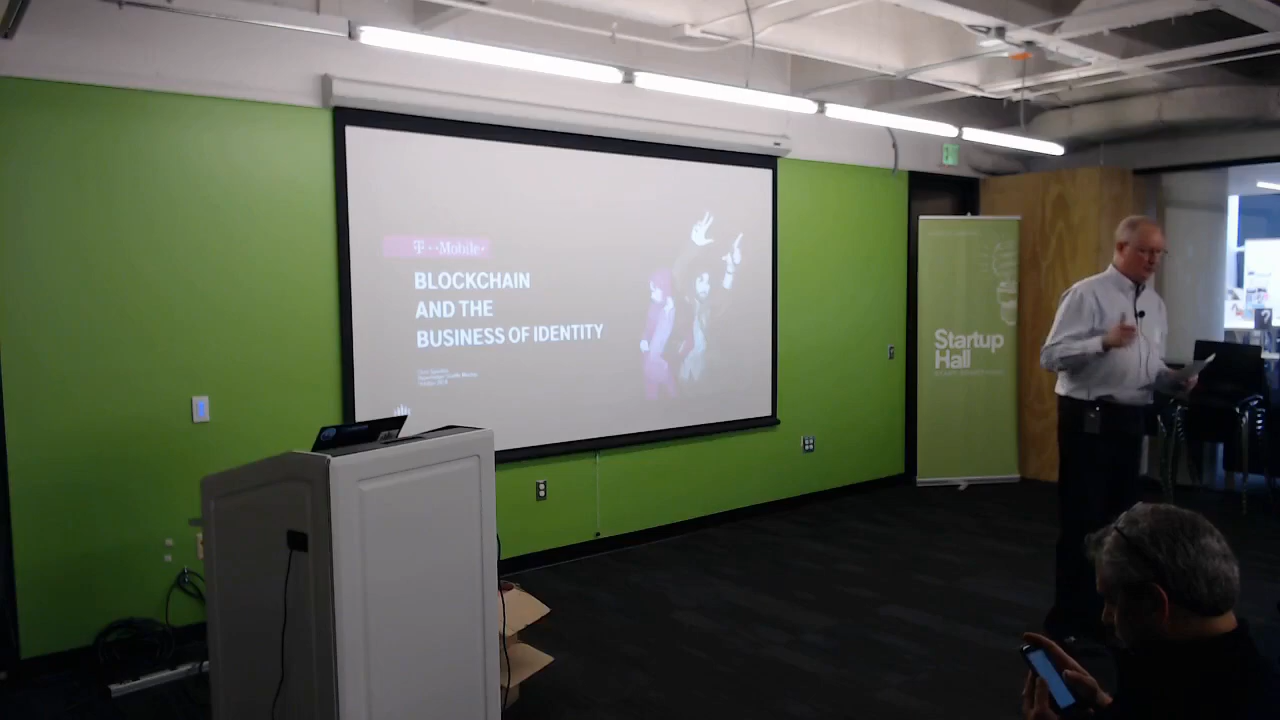 T··Mobile·
BLOCKCHAIN
AND THE
BUSINESS OF IDENTITY
Startup
Hall
?